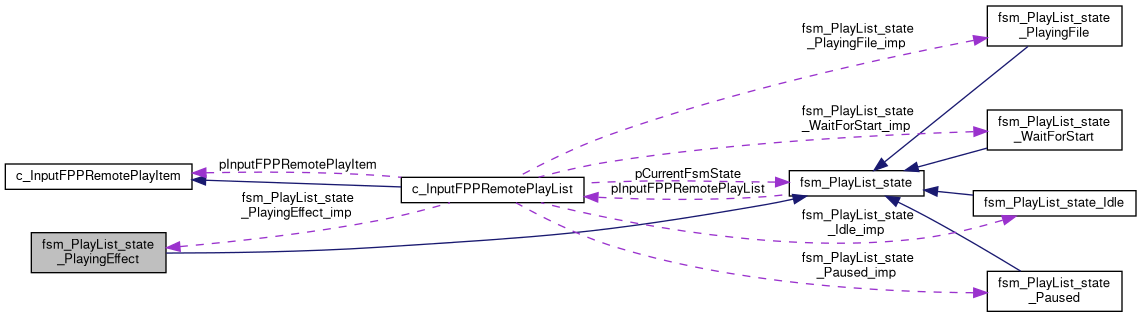 fsm_PlayList_state
_PlayingFile
fsm_PlayList_state
_PlayingFile_imp
fsm_PlayList_state
_WaitForStart_imp
fsm_PlayList_state
_WaitForStart
pInputFPPRemotePlayItem
c_InputFPPRemotePlayItem
c_InputFPPRemotePlayList
pCurrentFsmState
pInputFPPRemotePlayList
fsm_PlayList_state
fsm_PlayList_state_Idle
fsm_PlayList_state
_PlayingEffect_imp
fsm_PlayList_state
_Idle_imp
fsm_PlayList_state
_PlayingEffect
fsm_PlayList_state
_Paused_imp
fsm_PlayList_state
_Paused